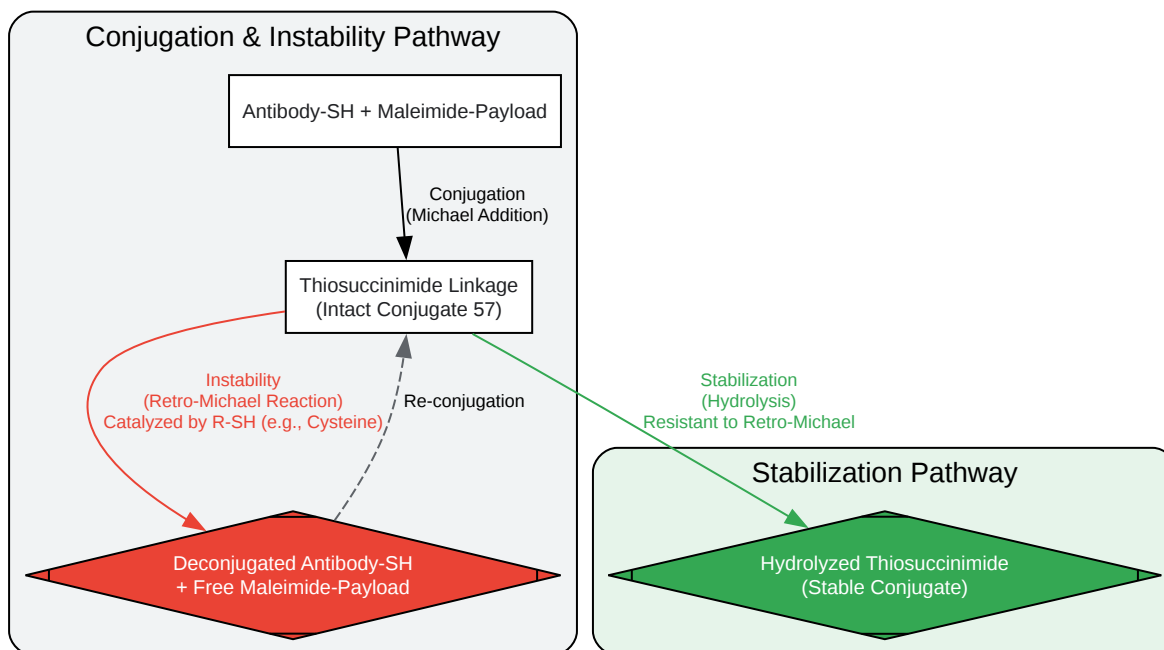 Conjugation & Instability Pathway
Antibody-SH + Maleimide-Payload
Conjugation
(Michael Addition)
Thiosuccinimide Linkage
(Intact Conjugate 57)
Instability
(Retro-Michael Reaction)
Catalyzed by R-SH (e.g., Cysteine)
Re-conjugation
Stabilization
(Hydrolysis)
Resistant to Retro-Michael
Stabilization Pathway
Deconjugated Antibody-SH
+ Free Maleimide-Payload
Hydrolyzed Thiosuccinimide
(Stable Conjugate)